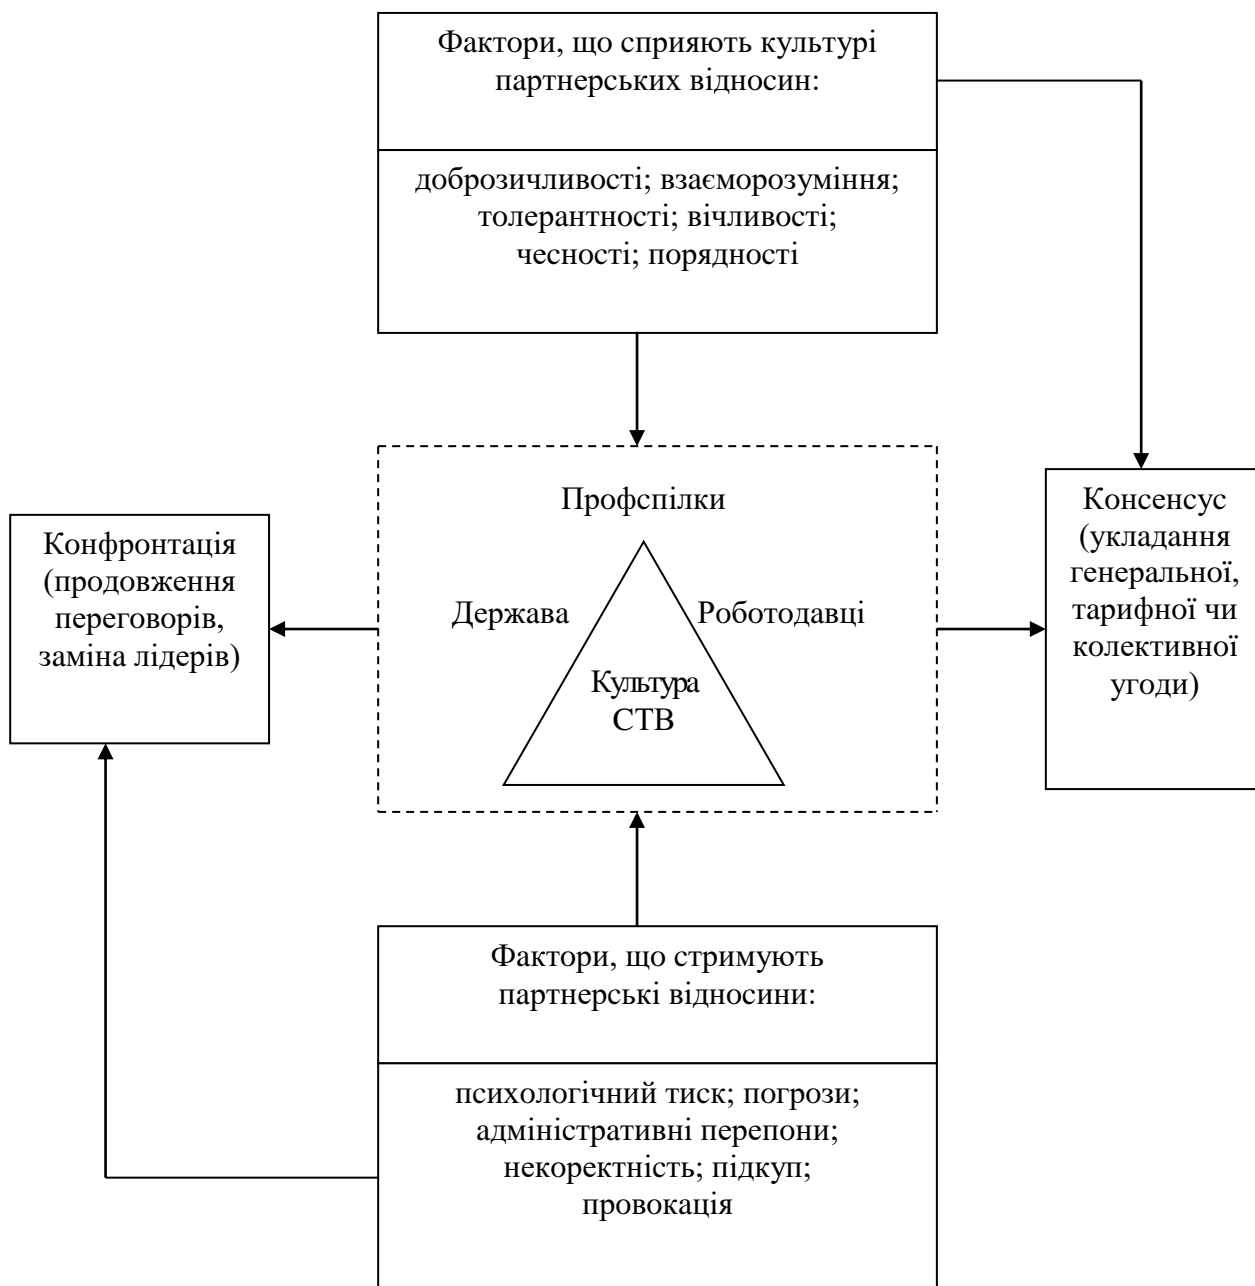 Фактори, що сприяють культурі
партнерських відносин:
доброзичливості; взаєморозуміння;
толерантності; вічливості;
чесності; порядності
Профспілки
Держава
Роботодавці
Культура
СТВ
Конфронтація
(продовження
переговорів,
заміна лідерів)
Консенсус
(укладання
генеральної,
тарифної чи
колективної
угоди)
Фактори, що стримують
партнерські відносини:
психологічний тиск; погрози;
адміністративні перепони;
некоректність; підкуп;
провокація